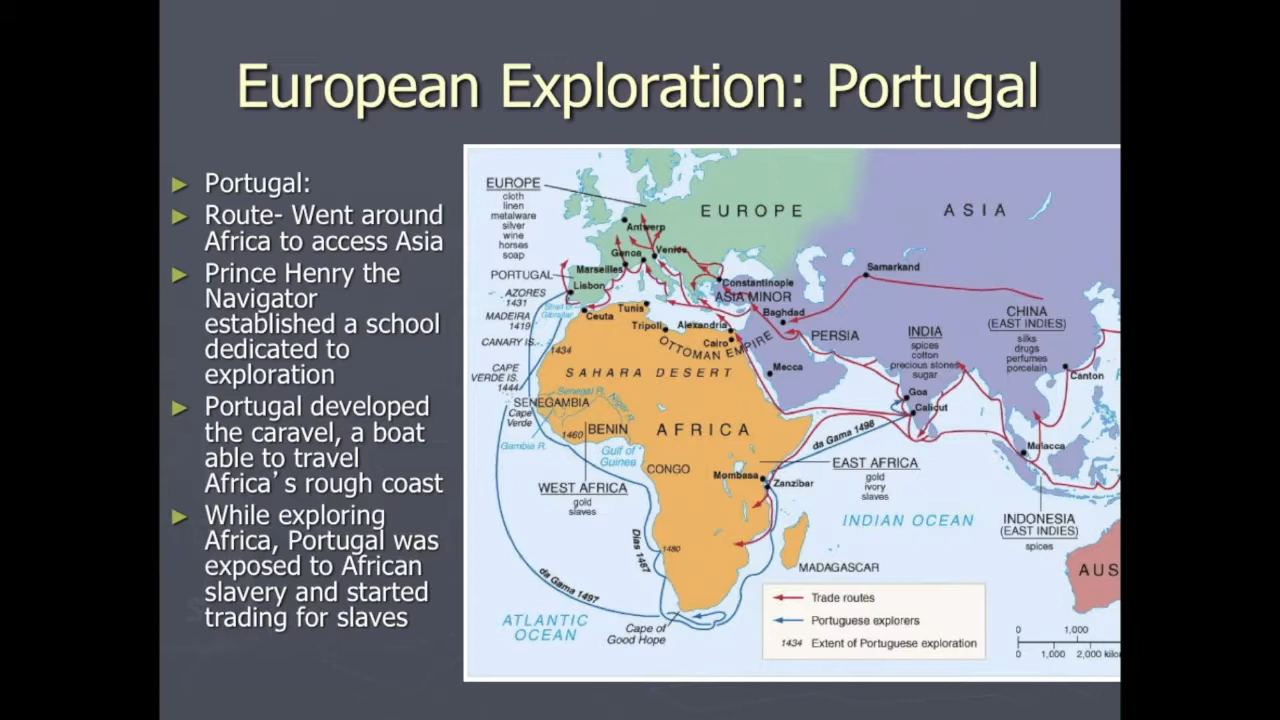 European Exploration: Portugal
► Portugal:
► Route- Went around
Africa to access Asia
► Prince Henry the
Navigator
established a school
dedicated to
exploration
► Portugal developed
the caravel, a boat
able to travel
Africa's rough coast
► While exploring
Africa, Portugal was
exposed to African
slavery and started
trading for slaves
EUROPE
cloth
linen
metalware
silver
wine
horses
soap
EUROPE
ASIA
Antwerp
Genoa
Venice
Marseilles
PORTUGAL
Lisbon
Constantinople
ASIA MINOR
Samarkand
AZORES
1431
MADEIRA
1419
Strait of
Gibraltar
Ceuta
Tunis
Tripoli
Alexandria
Cairo
Baghdad
OTTOMAN EMPIRE
PERSIA
CANARY IS.
1434
INDIA
spices
cotton
precious stones
sugar
CHINA
(EAST INDIES)
silks
drugs
perfumes
porcelain
Canton
SAHARA DESERT
Mecca
CAPE
VERDE IS.
1444
Senegal R.
Niger R.
SENEGAMBIA
Cape
Verde
Gambia R.
1460
BENIN
Gulf of
Guinea
AFRICA
CONGO
Goa
Calicut
da Gama 1498
Malacca
WEST AFRICA
gold
slaves
EAST AFRICA
gold
ivory
slaves
Mombasa
Zanzibar
INDIAN OCEAN
INDONESIA
(EAST INDIES)
spices
Dias 1487
1480
MADAGASCAR
AUS
da Gama 1497
ATLANTIC
OCEAN
Cape of
Good Hope
Trade routes
Portuguese explorers
1434 Extent of Portuguese exploration
0 1,000
0 1,000 2,000 kilo